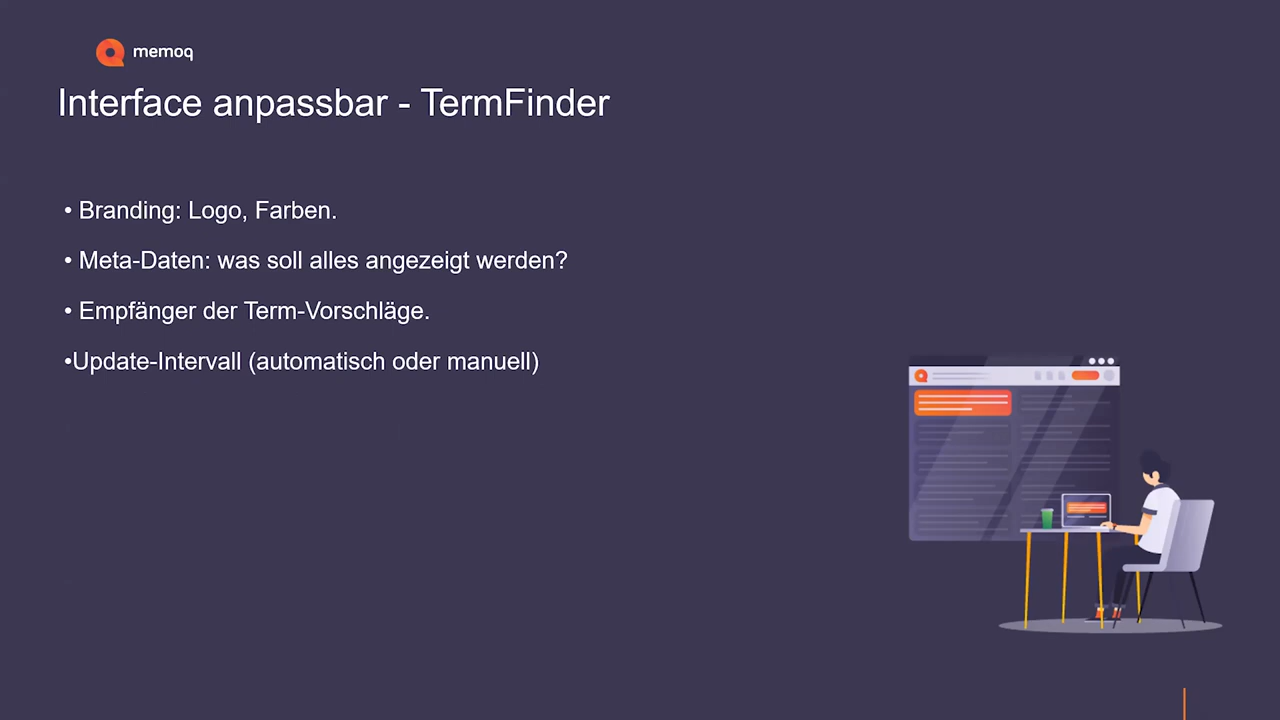 memoq
Interface anpassbar - TermFinder
• Branding: Logo, Farben.
• Meta-Daten: was soll alles angezeigt werden?
• Empfänger der Term-Vorschläge.
•Update-Intervall (automatisch oder manuell)